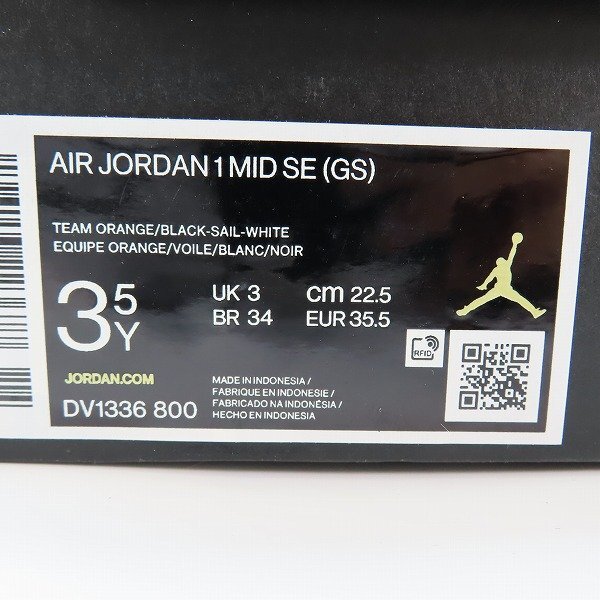 AIR JORDAN 1 MID SE (GS)
TEAM ORANGE/BLACK-SAIL-WHITE
EQUIPE ORANGE/VOILE/BLANC/NOIR
3 5Y
UK 3 cm 22.5
BR 34 EUR 35.5
RFID
JORDAN.COM
DV1336 800
MADE IN INDONESIA /
FABRIQUE EN INDONESIE /
FABRICADO NA INDONÉSIA /
HECHO EN INDONESIA